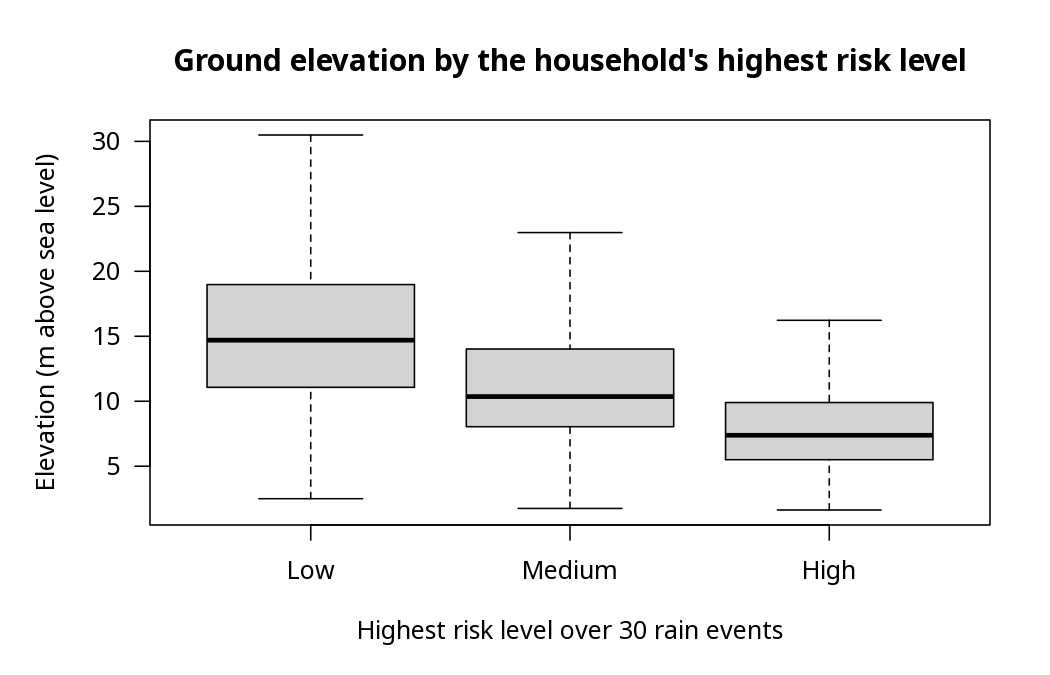 Ground elevation by the household's highest risk level
Elevation (m above sea level)
30
25
20
15
10
5
Low Medium High
Highest risk level over 30 rain events